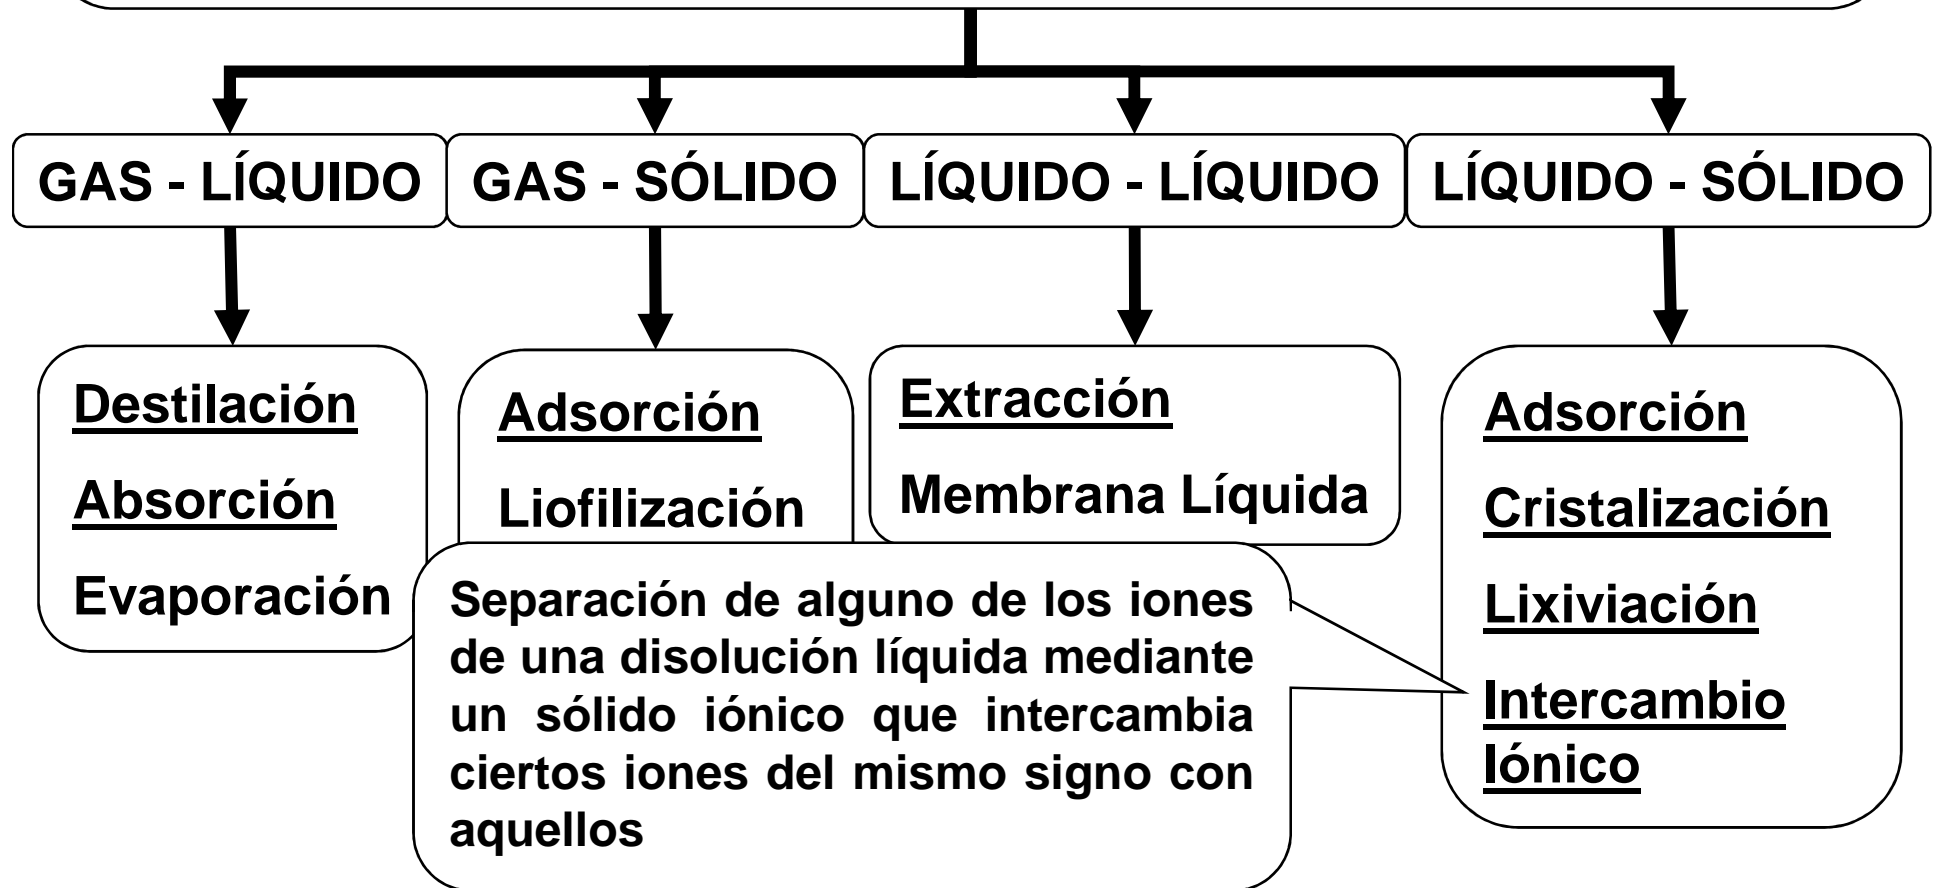 GAS - LÍQUIDO
GAS - SÓLIDO
LÍQUIDO - LÍQUIDO
LÍQUIDO - SÓLIDO
Destilación
Absorción
Evaporación
Adsorción
Liofilización
Extracción
Membrana Líquida
Adsorción
Cristalización
Lixiviación
Intercambio
Iónico
Separación de alguno de los iones
de una disolución líquida mediante
un sólido iónico que intercambia
ciertos iones del mismo signo con
aquellos